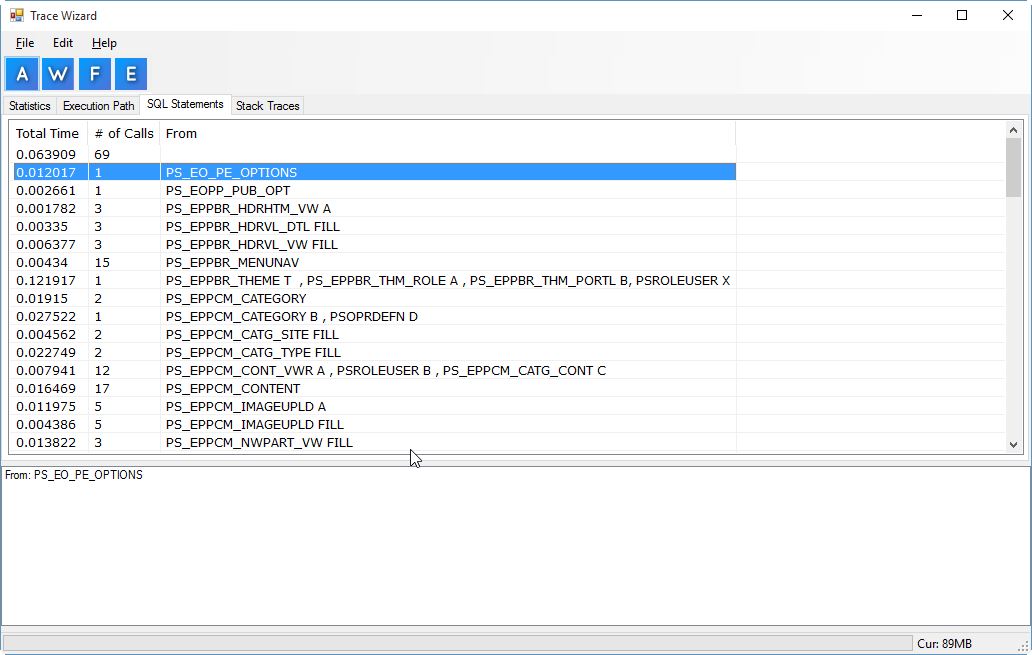 Trace Wizard
File Edit Help
A W F E
Statistics Execution Path SQL Statements Stack Traces
Total Time # of Calls From
0.063909 69
0.012017 1 PS_EO_PE_OPTIONS
0.002661 1 PS_EOPP_PUB_OPT
0.001782 3 PS_EPPBR_HDRHTM_VW A
0.00335 3 PS_EPPBR_HDRVL_DTL FILL
0.006377 3 PS_EPPBR_HDRVL_VW FILL
0.00434 15 PS_EPPBR_MENUNAV
0.121917 1 PS_EPPBR_THEME T , PS_EPPBR_THM_ROLE A , PS_EPPBR_THM_PORTL B, PSROLEUSER X
0.01915 2 PS_EPPCM_CATEGORY
0.027522 1 PS_EPPCM_CATEGORY B , PSOPRDEFN D
0.004562 2 PS_EPPCM_CATG_SITE FILL
0.022749 2 PS_EPPCM_CATG_TYPE FILL
0.007941 12 PS_EPPCM_CONT_VWR A , PSROLEUSER B , PS_EPPCM_CATG_CONT C
0.016469 17 PS_EPPCM_CONTENT
0.011975 5 PS_EPPCM_IMAGEUPLD A
0.004386 5 PS_EPPCM_IMAGEUPLD FILL
0.013822 3 PS_EPPCM_NWPART_VW FILL
From: PS_EO_PE_OPTIONS
Cur: 89MB